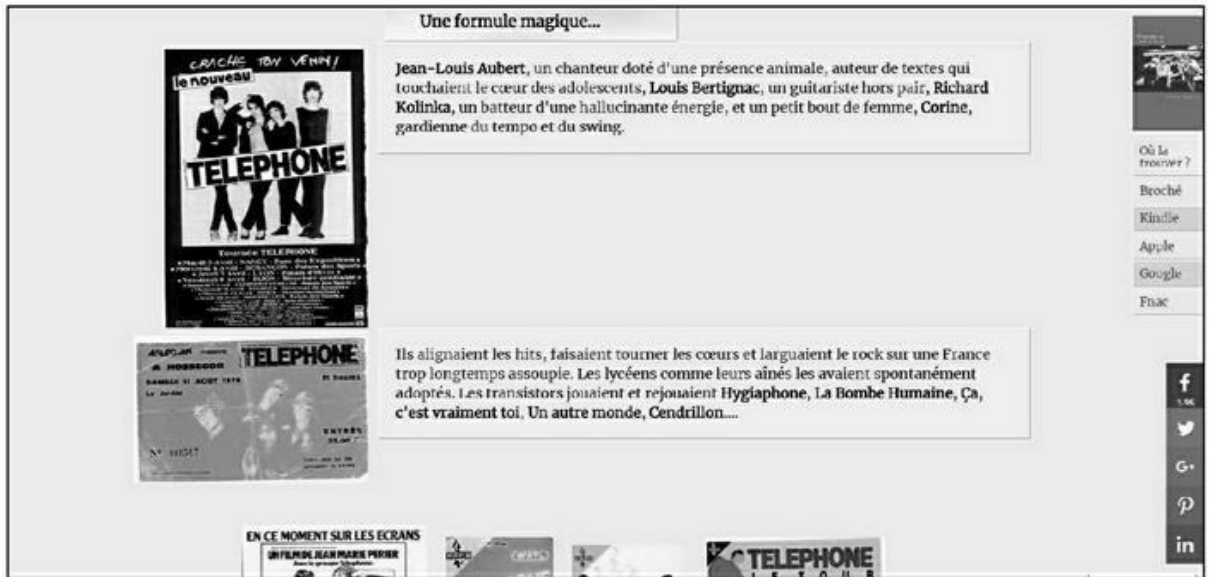 Une formule magique...
CRACHE TON VENIN !
le nouveau
TELEPHONE
Tournée TELEPHONE
Jean-Louis Aubert, un chanteur doté d'une présence animale, auteur de textes qui
touchaient le cœur des adolescents, Louis Bertignac, un guitariste hors pair, Richard
Kolinka, un batteur d'une hallucinante énergie, et un petit bout de femme, Corine,
gardienne du tempo et du swing.
TELEPHONE
A HOSSEGOR
Ils alignaient les hits, faisaient tourner les cœurs et larguaient le rock sur une France
trop longtemps assoupie. Les lycéens comme leurs aînés les avaient spontanément
adoptés. Les transistors jouaient et rejouaient Hygiaphone, La Bombe Humaine, Ça,
c'est vraiment toi, Un autre monde, Cendrillon....
EN CE MOMENT SUR LES ECRANS
UN FILM DE JEAN MARIE PERIER
TELEPHONE
LE TOUR
Où la
trouver ?
Broché
Kindle
Apple
Google
Fnac